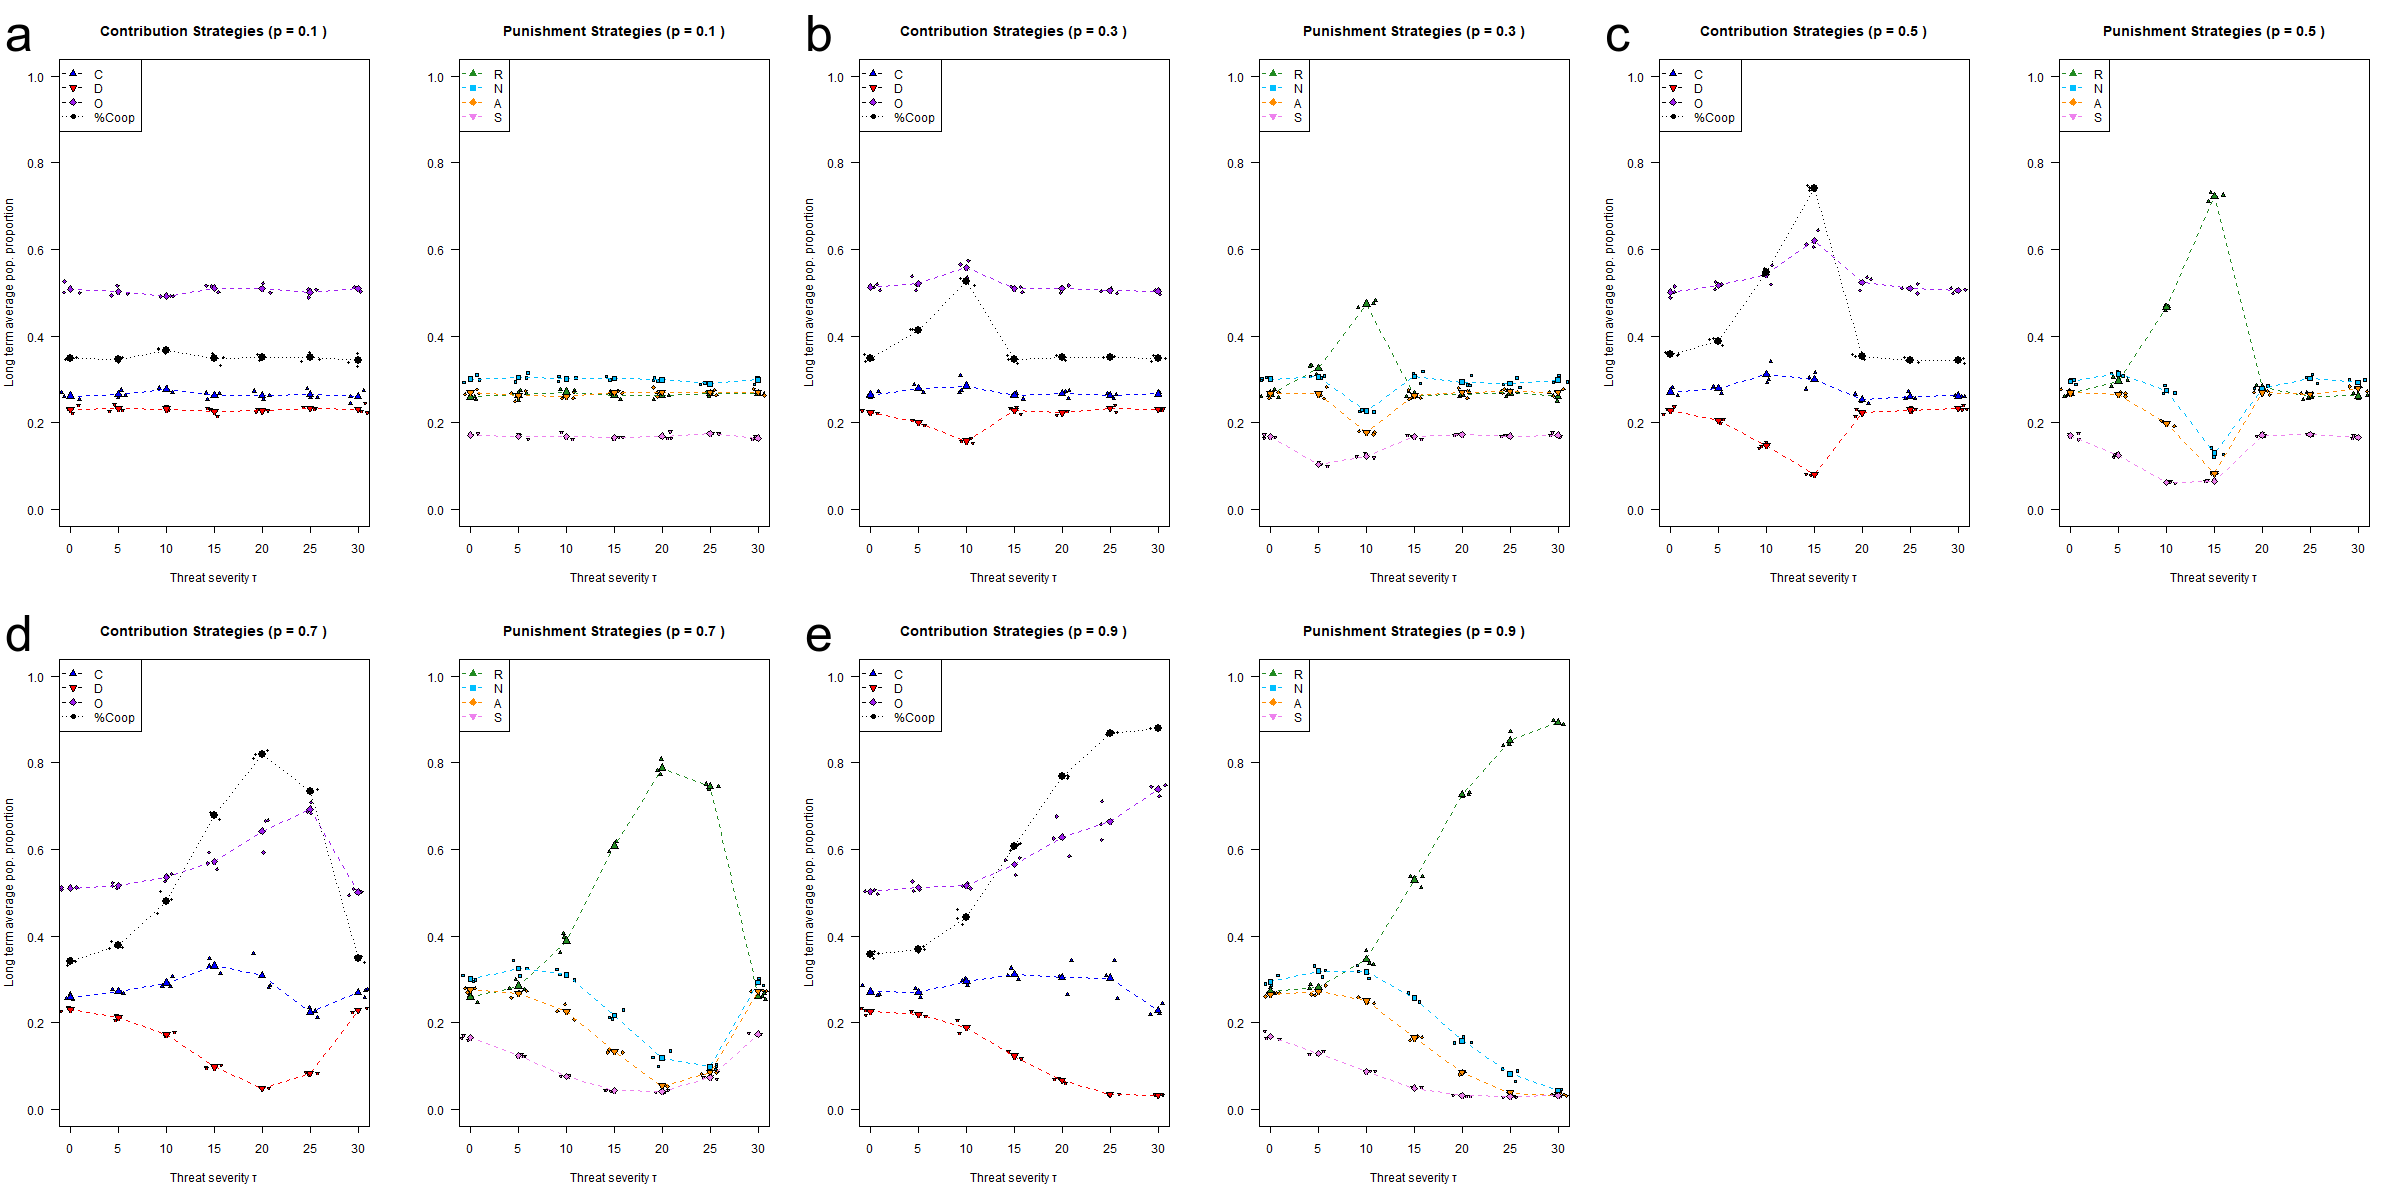 a
Contribution Strategies (p = 0.1 )
Long term average pop. proportion
1.0
0.8
0.6
0.4
0.2
0.0
C
D
O
%Coop
0 5 10 15 20 25 30
Threat severity τ
Punishment Strategies (p = 0.1 )
1.0
0.8
0.6
0.4
0.2
0.0
R
N
A
S
0 5 10 15 20 25 30
Threat severity τ
b
Contribution Strategies (p = 0.3 )
Long term average pop. proportion
1.0
0.8
0.6
0.4
0.2
0.0
C
D
O
%Coop
0 5 10 15 20 25 30
Threat severity τ
Punishment Strategies (p = 0.3 )
1.0
0.8
0.6
0.4
0.2
0.0
R
N
A
S
0 5 10 15 20 25 30
Threat severity τ
c
Contribution Strategies (p = 0.5 )
Long term average pop. proportion
1.0
0.8
0.6
0.4
0.2
0.0
C
D
O
%Coop
0 5 10 15 20 25 30
Threat severity τ
Punishment Strategies (p = 0.5 )
1.0
0.8
0.6
0.4
0.2
0.0
R
N
A
S
0 5 10 15 20 25 30
Threat severity τ
d
Contribution Strategies (p = 0.7 )
Long term average pop. proportion
1.0
0.8
0.6
0.4
0.2
0.0
C
D
O
%Coop
0 5 10 15 20 25 30
Threat severity τ
Punishment Strategies (p = 0.7 )
1.0
0.8
0.6
0.4
0.2
0.0
R
N
A
S
0 5 10 15 20 25 30
Threat severity τ
e
Contribution Strategies (p = 0.9 )
Long term average pop. proportion
1.0
0.8
0.6
0.4
0.2
0.0
C
D
O
%Coop
0 5 10 15 20 25 30
Threat severity τ
Punishment Strategies (p = 0.9 )
1.0
0.8
0.6
0.4
0.2
0.0
R
N
A
S
0 5 10 15 20 25 30
Threat severity τ